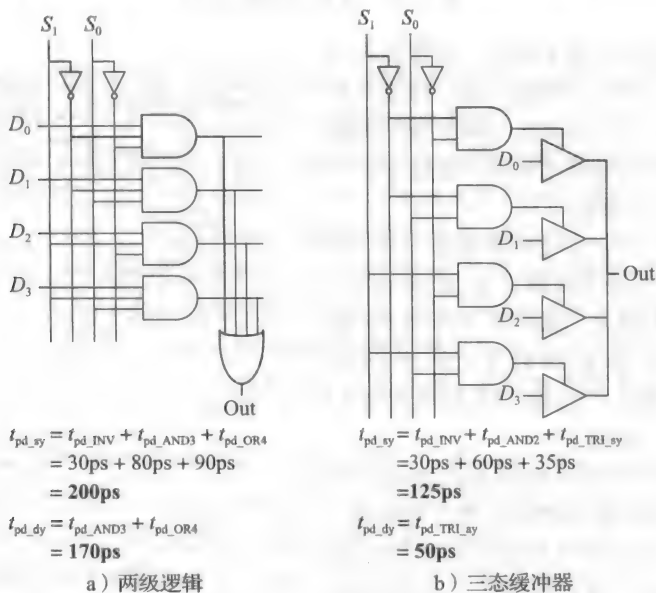 S₁ S₀
D₀
D₁
D₂
D₃
Out
t_pd_sy = t_pd_INV + t_pd_AND3 + t_pd_OR4
= 30ps + 80ps + 90ps
= 200ps
t_pd_dy = t_pd_AND3 + t_pd_OR4
= 170ps
a）两级逻辑
S₁ S₀
D₀
D₁
D₂
D₃
Out
t_pd_sy = t_pd_INV + t_pd_AND2 + t_pd_TRI_sy
=30ps + 60ps + 35ps
=125ps
t_pd_dy = t_pd_TRI_ay
= 50ps
b）三态缓冲器